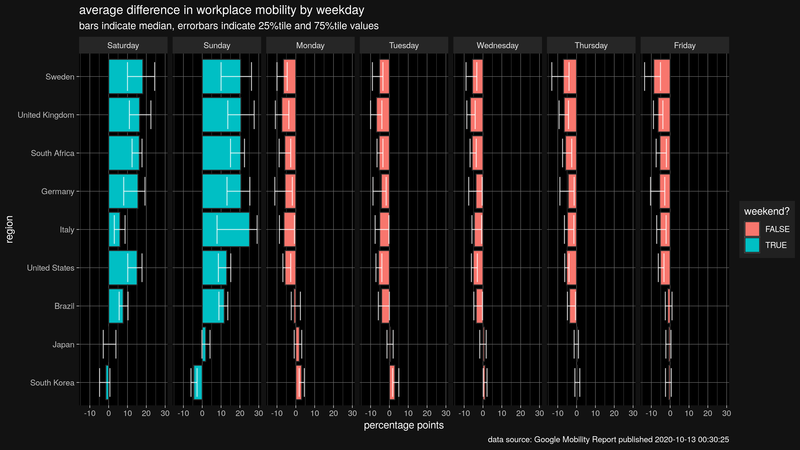 average difference in workplace mobility by weekday
bars indicate median, errorbars indicate 25%tile and 75%tile values
Saturday Sunday Monday Tuesday Wednesday Thursday Friday
Sweden
United Kingdom
South Africa
Germany
Italy
United States
Brazil
Japan
South Korea
region
weekend?
FALSE
TRUE
-10 0 10 20 30 -10 0 10 20 30 -10 0 10 20 30 -10 0 10 20 30 -10 0 10 20 30 -10 0 10 20 30 -10 0 10 20 30
percentage points
data source: Google Mobility Report published 2020-10-13 00:30:25